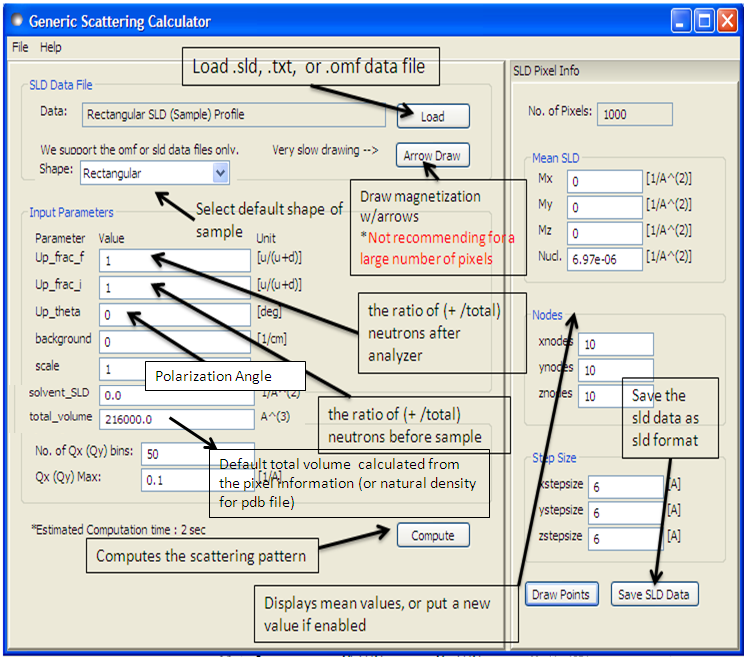 Generic Scattering Calculator
File Help
Load .sld, .txt, or .omf data file
SLD Data File
Data: Rectangular SLD (Sample) Profile
Load
We support the omf or sld data files only.
Very slow drawing -->
Arrow Draw
Shape: Rectangular
Select default shape of
sample
Draw magnetization
w/arrows
*Not recommending for a
large number of pixels
Input Parameters
Parameter Value Unit
Up_frac_f 1 [u/(u+d)]
Up_frac_i 1 [u/(u+d)]
Up_theta 0 [deg]
background 0 [1/cm]
scale 1
solvent_SLD 0.0 1/A^(2)
total_volume 216000.0 A^(3)
the ratio of (+ /total)
neutrons after
analyzer
Polarization Angle
the ratio of (+ /total)
neutrons before sample
No. of Qx (Qy) bins: 50
Qx (Qy) Max: 0.1 [1/A]
Default total volume calculated from
the pixel information (or natural density
for pdb file)
*Estimated Computation time : 2 sec
Compute
Computes the scattering pattern
Displays mean values, or put a new
value if enabled
SLD Pixel Info
No. of Pixels: 1000
Mean SLD
Mx 0 [1/A^(2)]
My 0 [1/A^(2)]
Mz 0 [1/A^(2)]
Nucl. 6.97e-06 [1/A^(2)]
Nodes
xnodes 10
ynodes 10
znodes 10
Save the
sld data as
sld format
Step Size
xstepsize 6 [A]
ystepsize 6 [A]
zstepsize 6 [A]
Draw Points
Save SLD Data